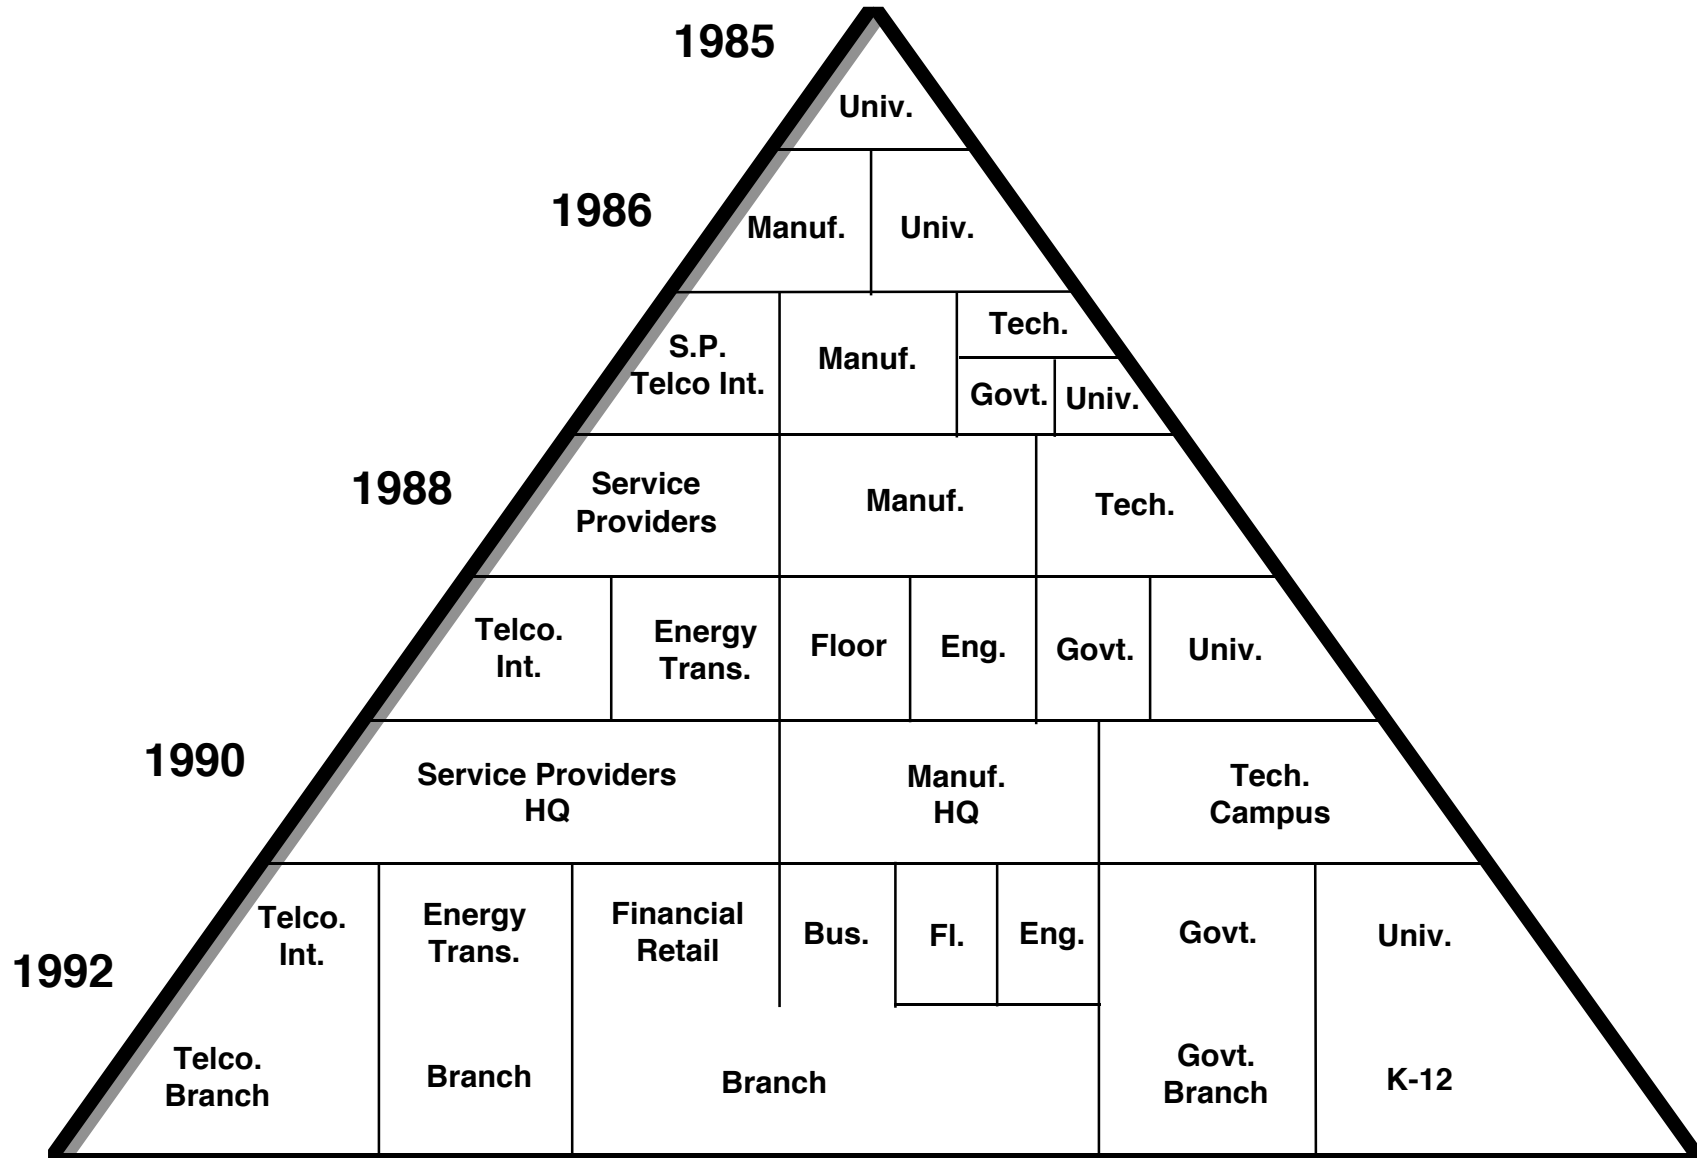 1985
Univ.
1986
Manuf.
Univ.
S.P.
Telco Int.
Manuf.
Tech.
Govt.
Univ.
1988
Service
Providers
Manuf.
Tech.
Telco.
Int.
Energy
Trans.
Floor
Eng.
Govt.
Univ.
1990
Service Providers
HQ
Manuf.
HQ
Tech.
Campus
1992
Telco.
Int.
Energy
Trans.
Financial
Retail
Bus.
Fl.
Eng.
Govt.
Univ.
Telco.
Branch
Branch
Branch
Govt.
Branch
K-12